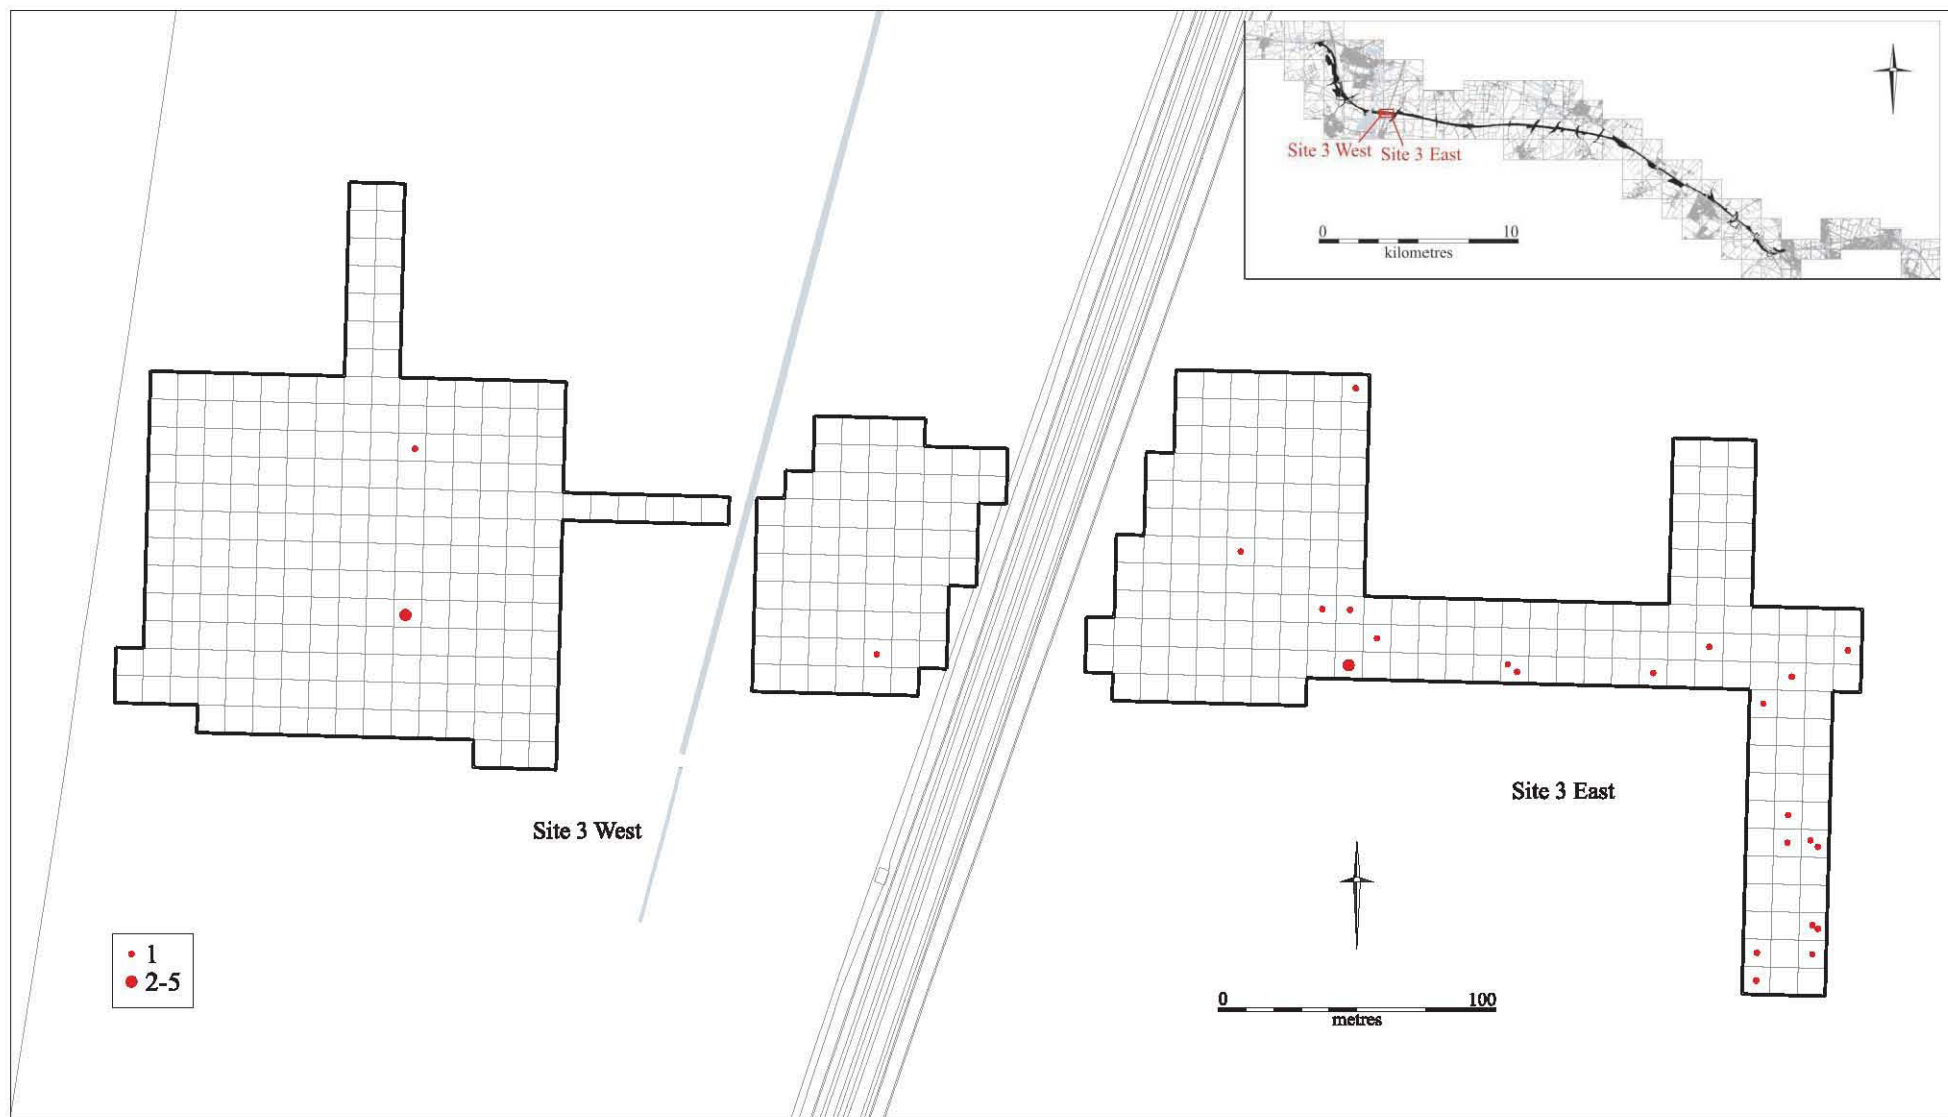 Site 3 West Site 3 East
0 10
kilometres
Site 3 East
Site 3 West
1
2-5
0 100
metres